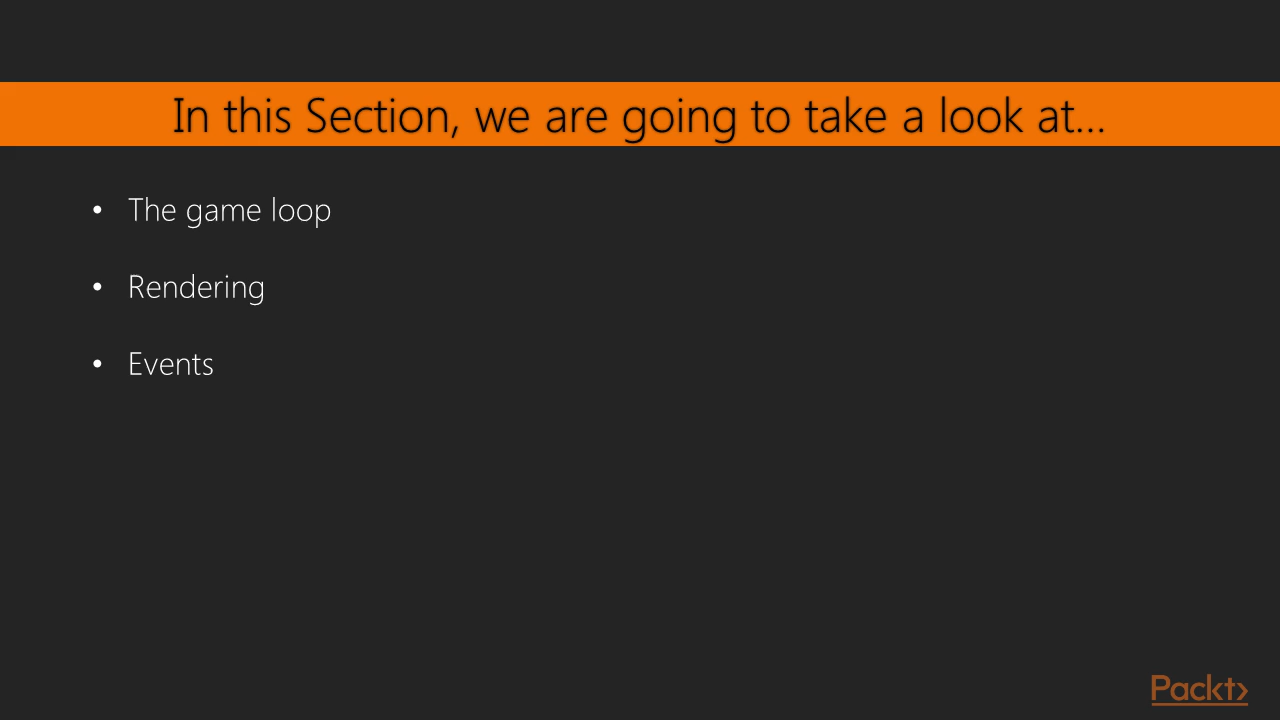 In this Section, we are going to take a look at...
• The game loop
• Rendering
• Events
Packt>